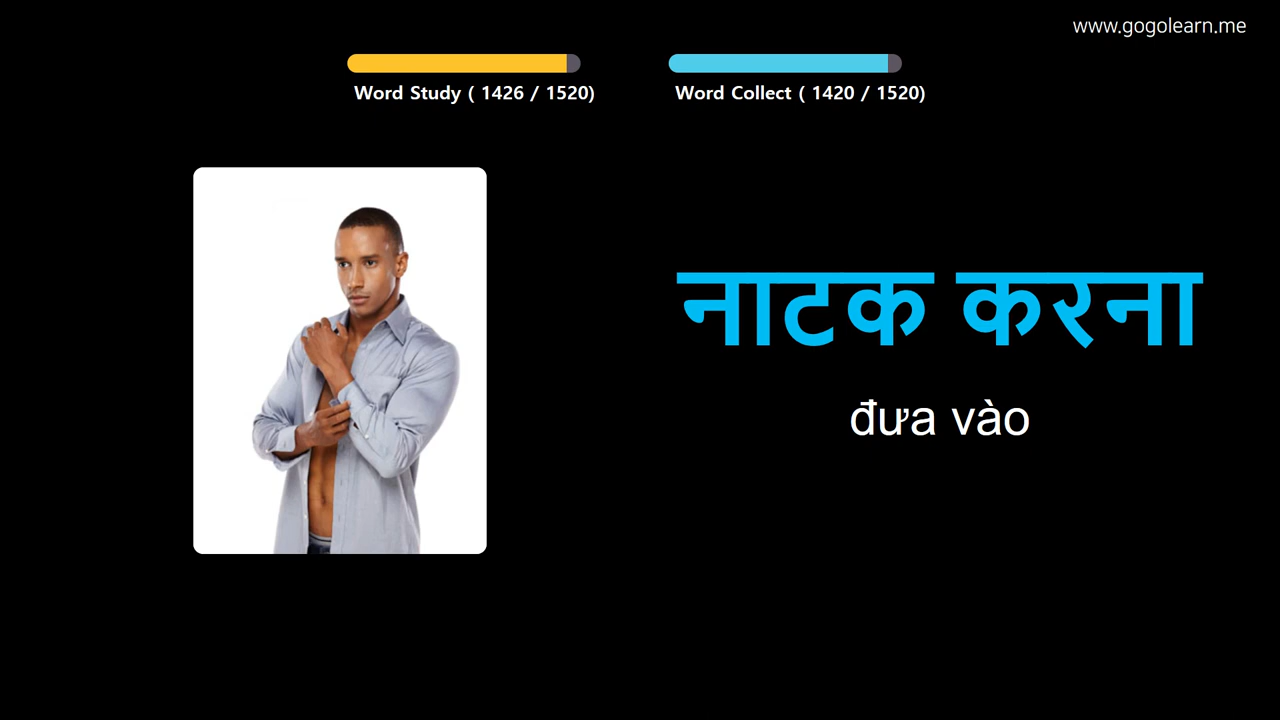 www.gogolearn.me
Word Study ( 1426 / 1520)
Word Collect ( 1420 / 1520)
नाटक करना
đưa vào